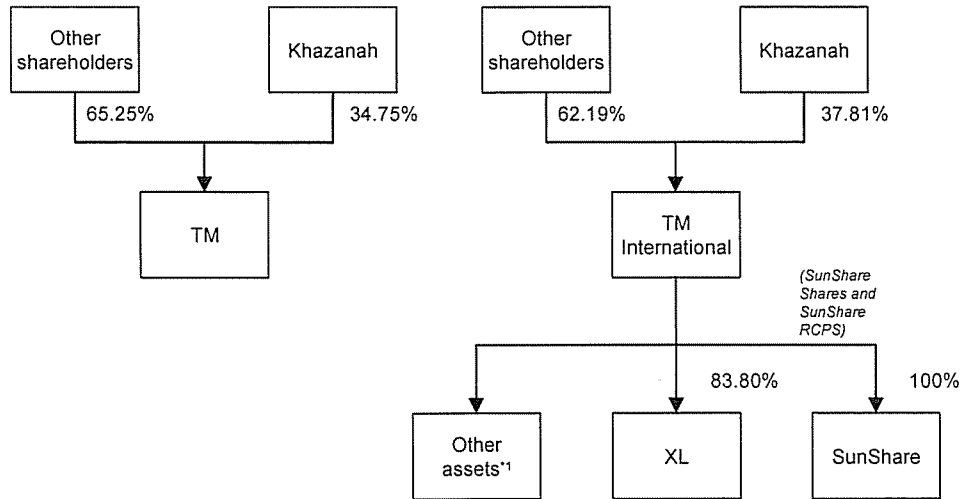 Other
shareholders
Khazanah
65.25%
34.75%
TM
Other
shareholders
Khazanah
62.19%
37.81%
TM
International
(SunShare
Shares and
SunShare
RCPS)
83.80%
100%
Other
assets*1
XL
SunShare